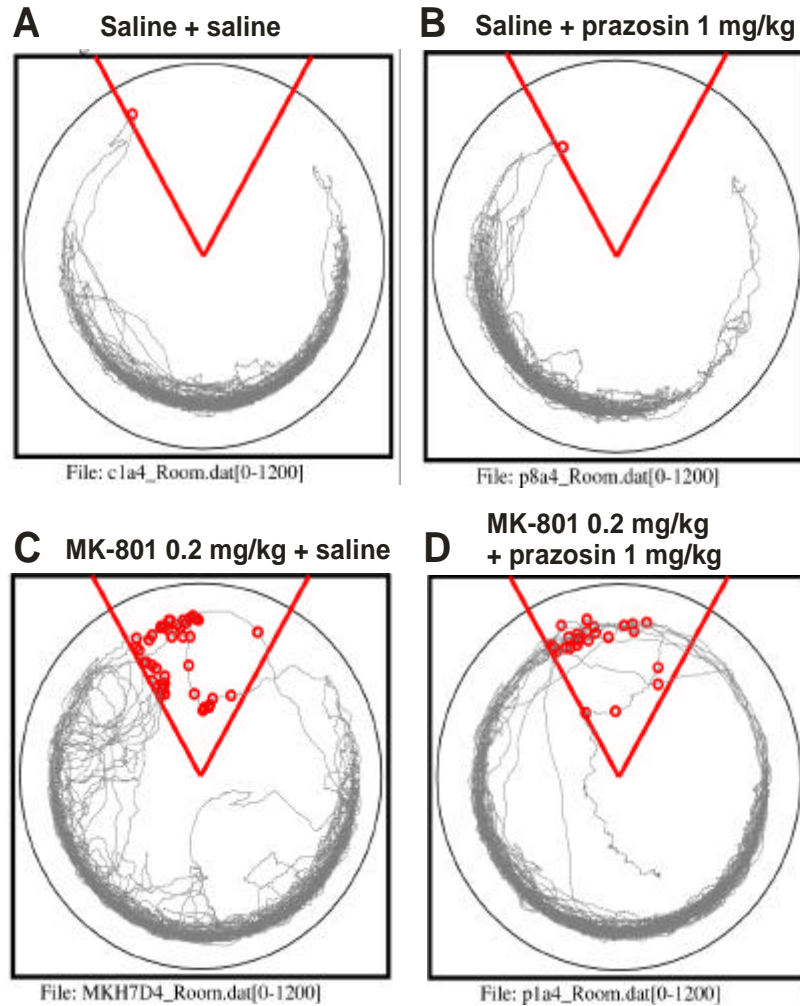 A Saline + saline
B Saline + prazosin 1 mg/kg
File: c1a4_Room.dat[0-1200]
File: p8a4_Room.dat[0-1200]
C MK-801 0.2 mg/kg + saline
D MK-801 0.2 mg/kg
+ prazosin 1 mg/kg
File: MKH7D4_Room.dat[0-1200]
File: p1a4_Room.dat[0-1200]